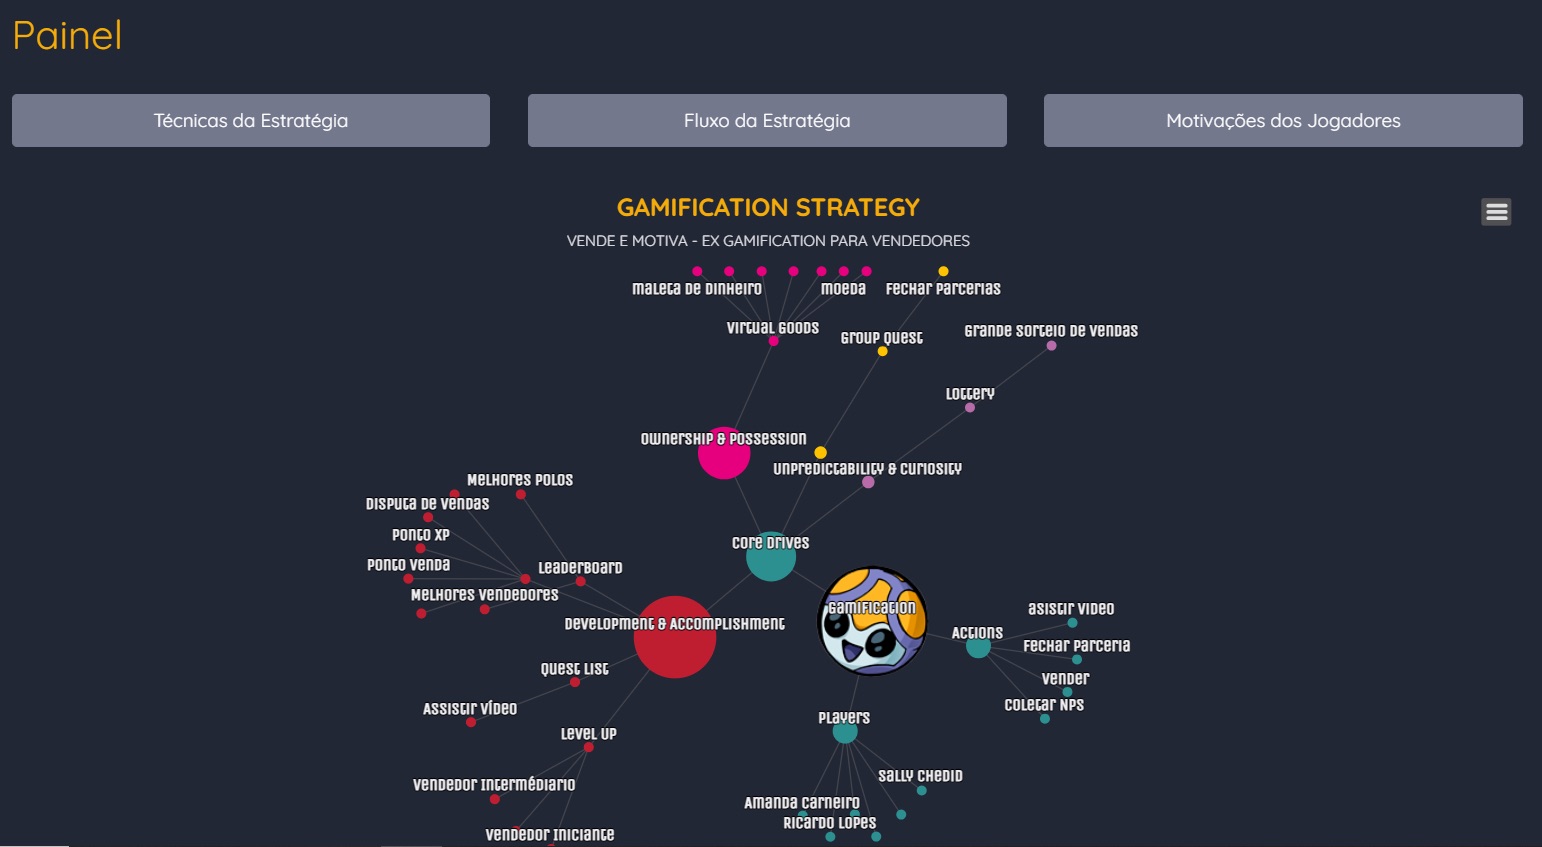 Painel
Técnicas da Estratégia
Fluxo da Estratégia
Motivações dos Jogadores
GAMIFICATION STRATEGY
VENDE E MOTIVA - EX GAMIFICATION PARA VENDEDORES
Maleta de Dinheiro
Moeda
Fechar Parcerias
Virtual Goods
Group Quest
Grande Sorteio de Vendas
Lottery
Ownership & Possession
Unpredictability & Curiosity
Melhores Polos
Disputa de Vendas
Ponto XP
Core Drives
Ponto Venda
Leaderboard
Melhores Vendedores
Gamification
Asistir Video
Development & Accomplishment
Actions
Fechar Parceria
Quest List
Vender
Assistir Vídeo
Coletar NPS
Players
Level Up
Sally Chedid
Vendedor Intermédiario
Amanda Carneiro
Ricardo Lopes
Vendedor Iniciante